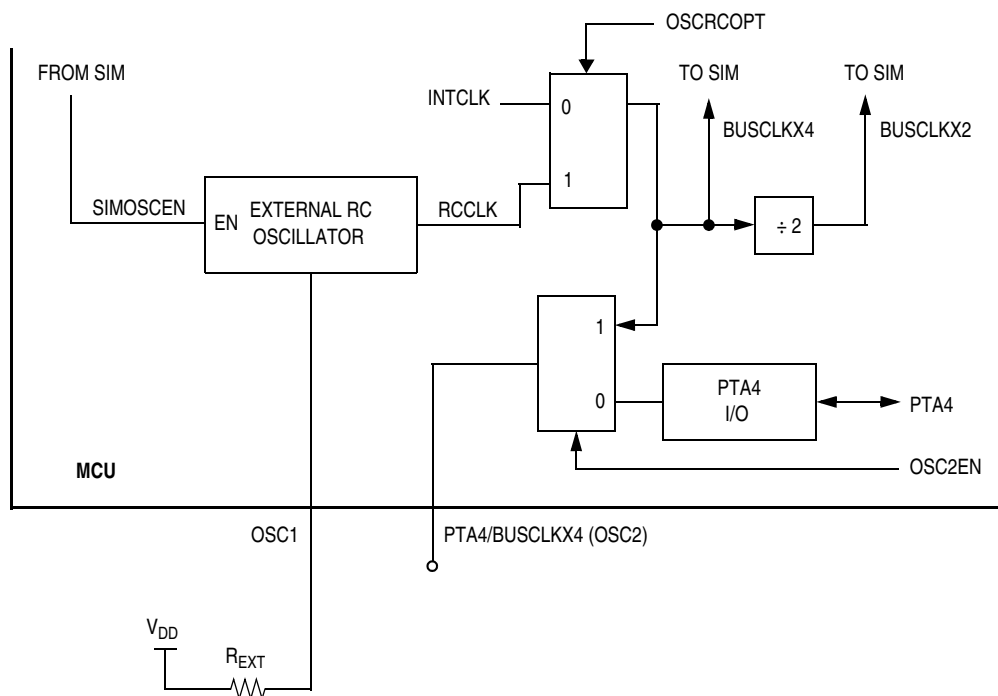 OSCRCOPT
FROM SIM
TO SIM
TO SIM
INTCLK
0
BUSCLKX4
BUSCLKX2
1
SIMOSCEN
EN
EXTERNAL RC
OSCILLATOR
RCCLK
÷ 2
1
0
PTA4
I/O
PTA4
OSC2EN
MCU
OSC1
PTA4/BUSCLKX4 (OSC2)
VDD
REXT